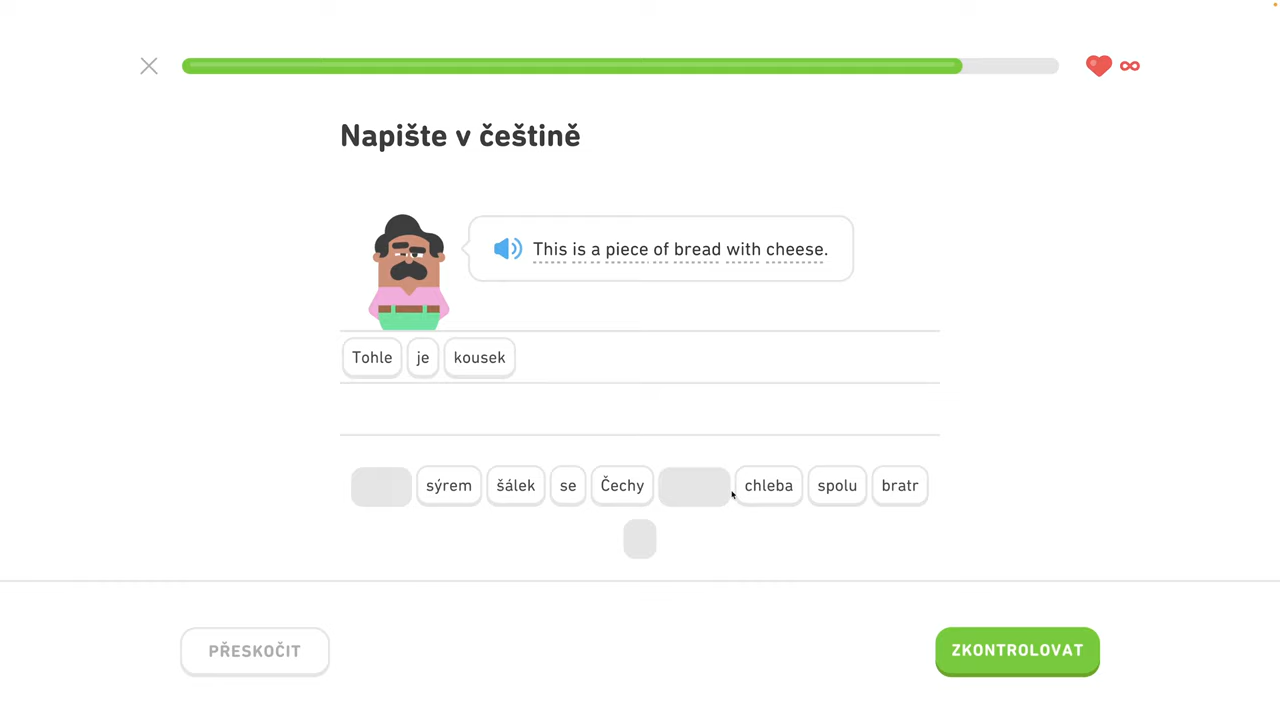 ∞
Napište v češtině
This is a piece of bread with cheese.
Tohle je kousek
sýrem šálek se Čechy chleba spolu bratr
PŘESKOČIT ZKONTROLOVAT